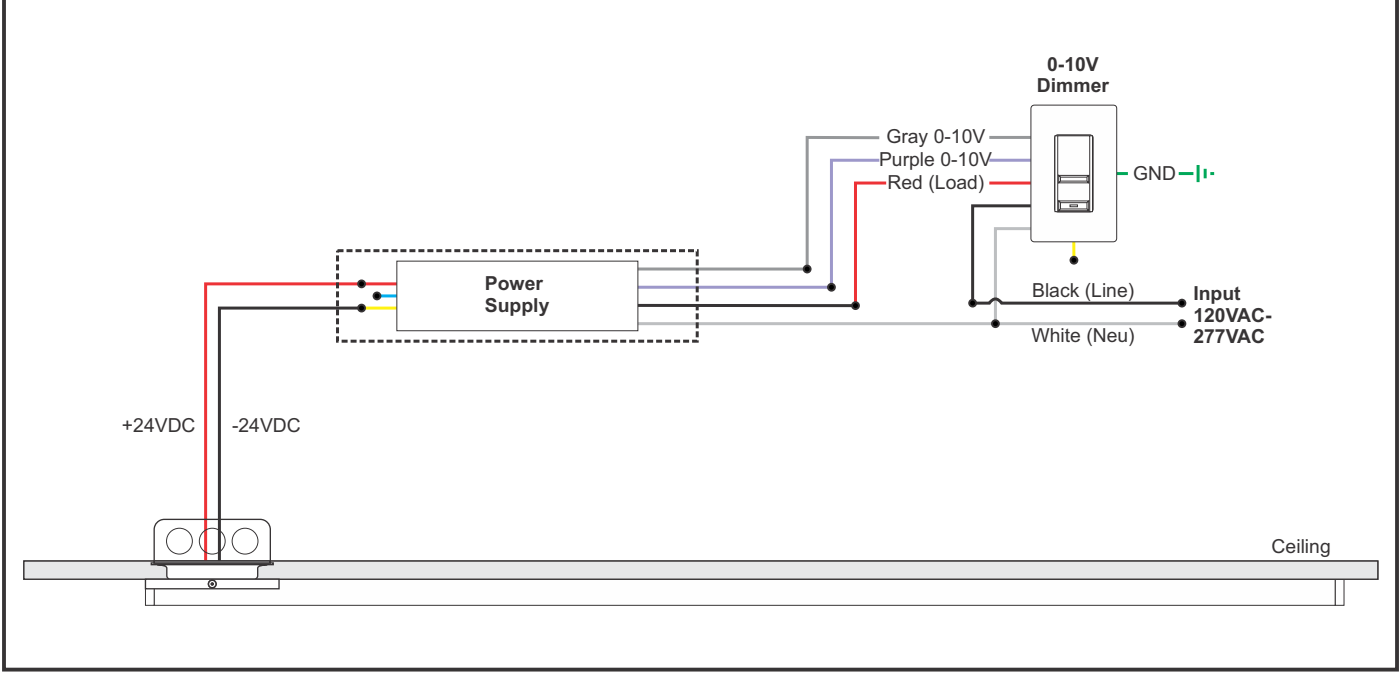 0-10V
Dimmer
Gray 0-10V
Purple 0-10V
Red (Load)
GND
Power
Supply
Black (Line)
White (Neu)
Input
120VAC-
277VAC
+24VDC
-24VDC
Ceiling